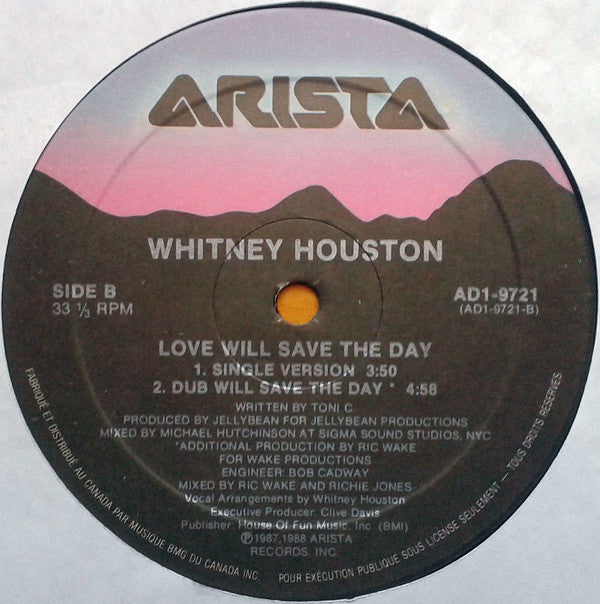 ARISTA
WHITNEY HOUSTON
SIDE B
33 ⅓ RPM
AD1-9721
(AD1-9721-B)
LOVE WILL SAVE THE DAY
1. SINGLE VERSION 3:50
2. DUB WILL SAVE THE DAY * 4:58
WRITTEN BY TONI C.
PRODUCED BY JELLYBEAN FOR JELLYBEAN PRODUCTIONS
MIXED BY MICHAEL HUTCHINSON AT SIGMA SOUND STUDIOS, NYC
*ADDITIONAL PRODUCTION BY RIC WAKE
FOR WAKE PRODUCTIONS
ENGINEER: BOB CADWAY
MIXED BY RIC WAKE AND RICHIE JONES
Vocal Arrangements by Whitney Houston
Executive Producer: Clive Davis
Publisher: House Of Fun Music, Inc (BMI)
Ⓟ1987,1988 ARISTA
RECORDS, INC.
FABRIQUÉ ET DISTRIBUÉ AU CANADA PAR MUSIQUE BMG DU CANADA INC POUR EXÉCUTION PUBLIQUE SOUS LICENSE SEULEMENT — TOUS DROITS RÉSERVÉS